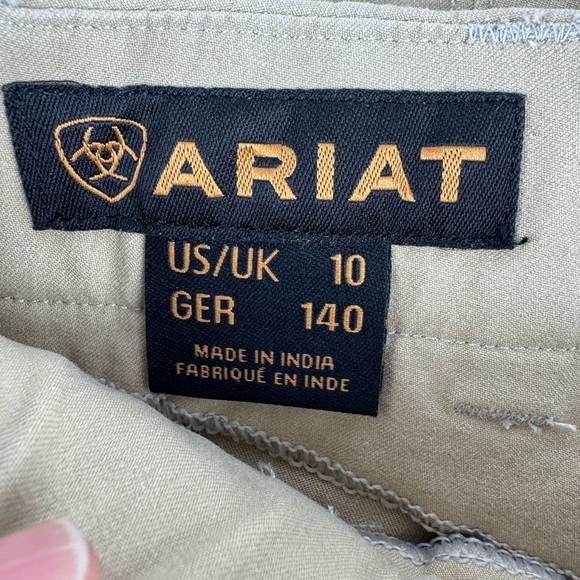 ARIAT
US/UK 10
GER 140
MADE IN INDIA
FABRIQUÉ EN INDE